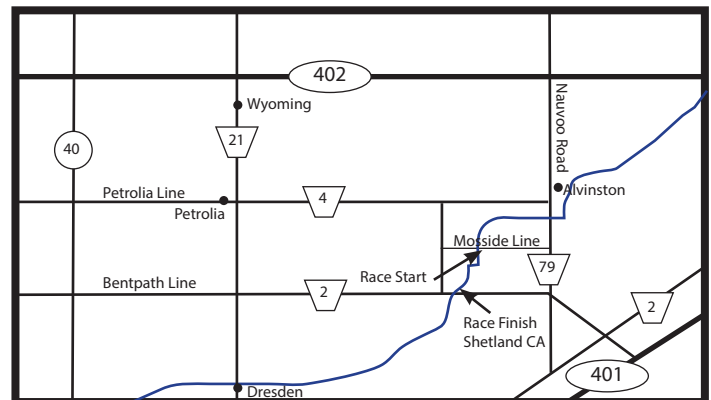 402
Wyoming
Nauvoo Road
21
40
Alvinston
Petrolia Line
4
Petrolia
Mosside Line
79
Race Start
Bentpath Line
2
2
Race Finish
Shetland CA
401
Dresden